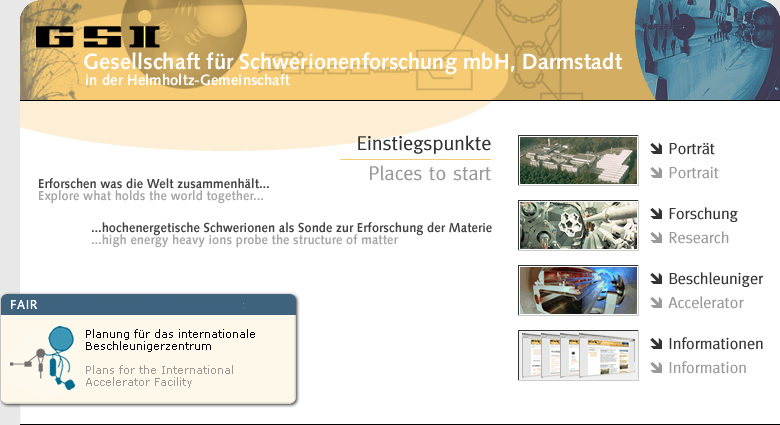 GSI
Gesellschaft für Schwerionenforschung mbH, Darmstadt
in der Helmholtz-Gemeinschaft
Einstiegspunkte
Places to start
Erforschen was die Welt zusammenhält...
Explore what holds the world together...
...hochenergetische Schwerionen als Sonde zur Erforschung der Materie
...high energy heavy ions probe the structure of matter
Porträt
Portrait
Forschung
Research
Beschleuniger
Accelerator
Informationen
Information
FAIR
Planung für das internationale
Beschleunigerzentrum
Plans for the International
Accelerator Facility